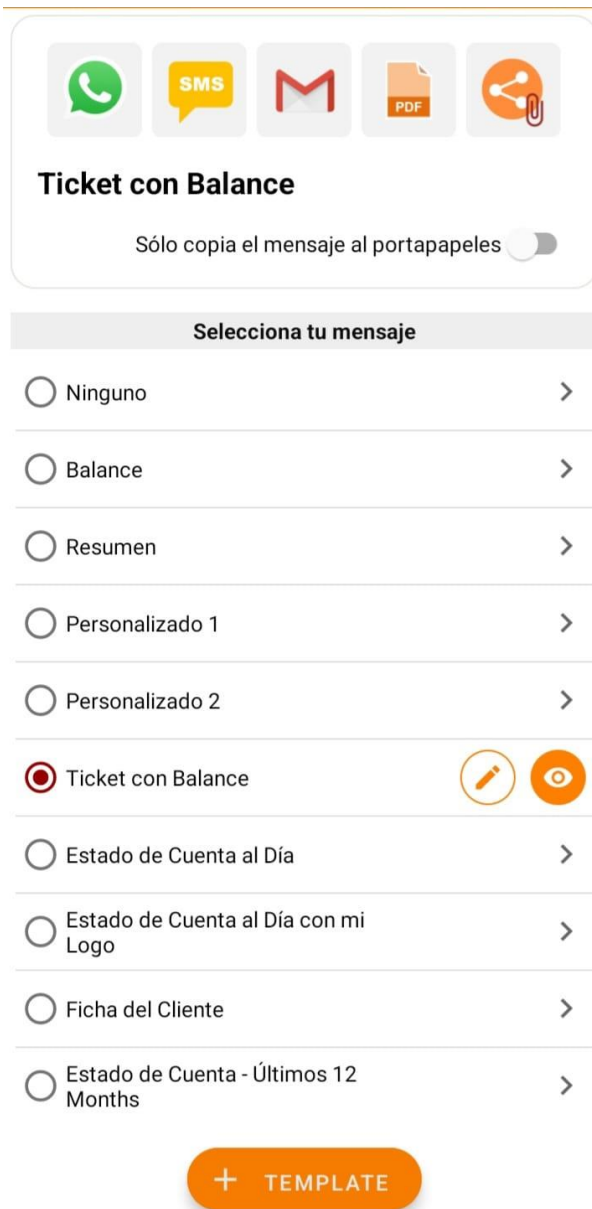 SMS
PDF
Ticket con Balance
Sólo copia el mensaje al portapapeles
Selecciona tu mensaje
Ninguno
Balance
Resumen
Personalizado 1
Personalizado 2
Ticket con Balance
Estado de Cuenta al Día
Estado de Cuenta al Día con mi
Logo
Ficha del Cliente
Estado de Cuenta - Últimos 12
Months
+ TEMPLATE